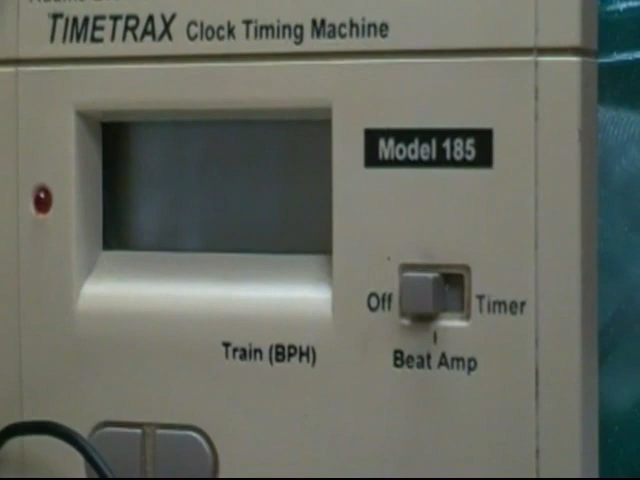 TIMETRAX Clock Timing Machine
Model 185
Off Timer
Beat Amp
Train (BPH)